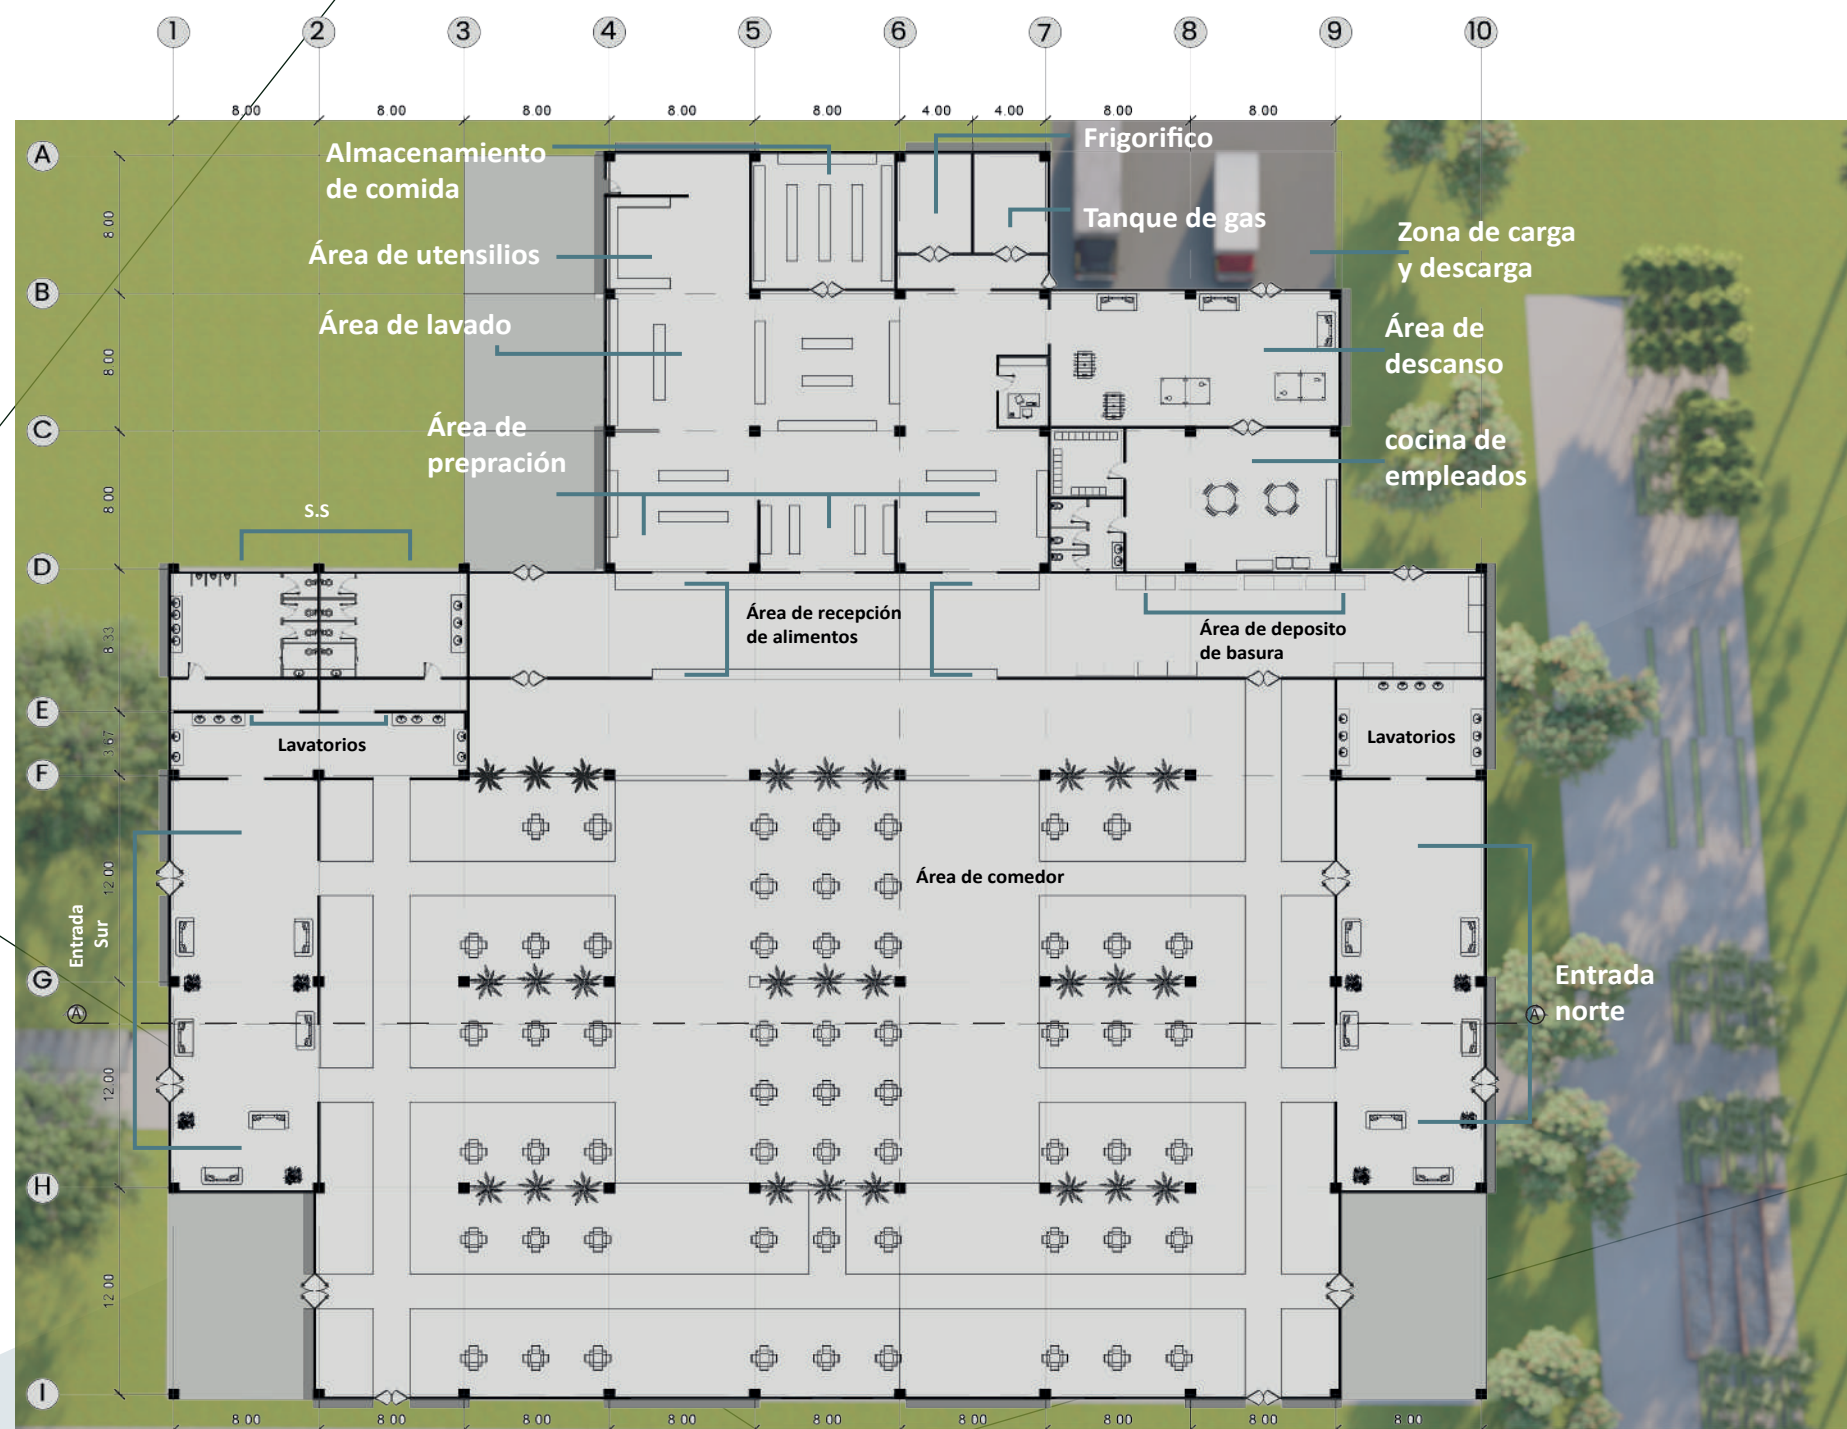 1 2 3 4 5 6 7 8 9 10
8.00 8.00 8.00 8.00 8.00 4.00 4.00 8.00 8.00
A
Almacenamiento
de comida
Frigorifico
Tanque de gas
8.00
Área de utensilios
Zona de carga
y descarga
B
Área de lavado
8.00
Área de
descanso
C
Área de
prepración
cocina de
empleados
8.00
S.S
D
Área de recepción
de alimentos
Área de deposito
de basura
8.33
E
3.67
Lavatorios
Lavatorios
F
12.00
Área de comedor
Entrada
Sur
G
Entrada
norte
A
A
12.00
H
12.00
I
8.00 8.00 8.00 8.00 8.00 8.00 8.00 8.00 8.00